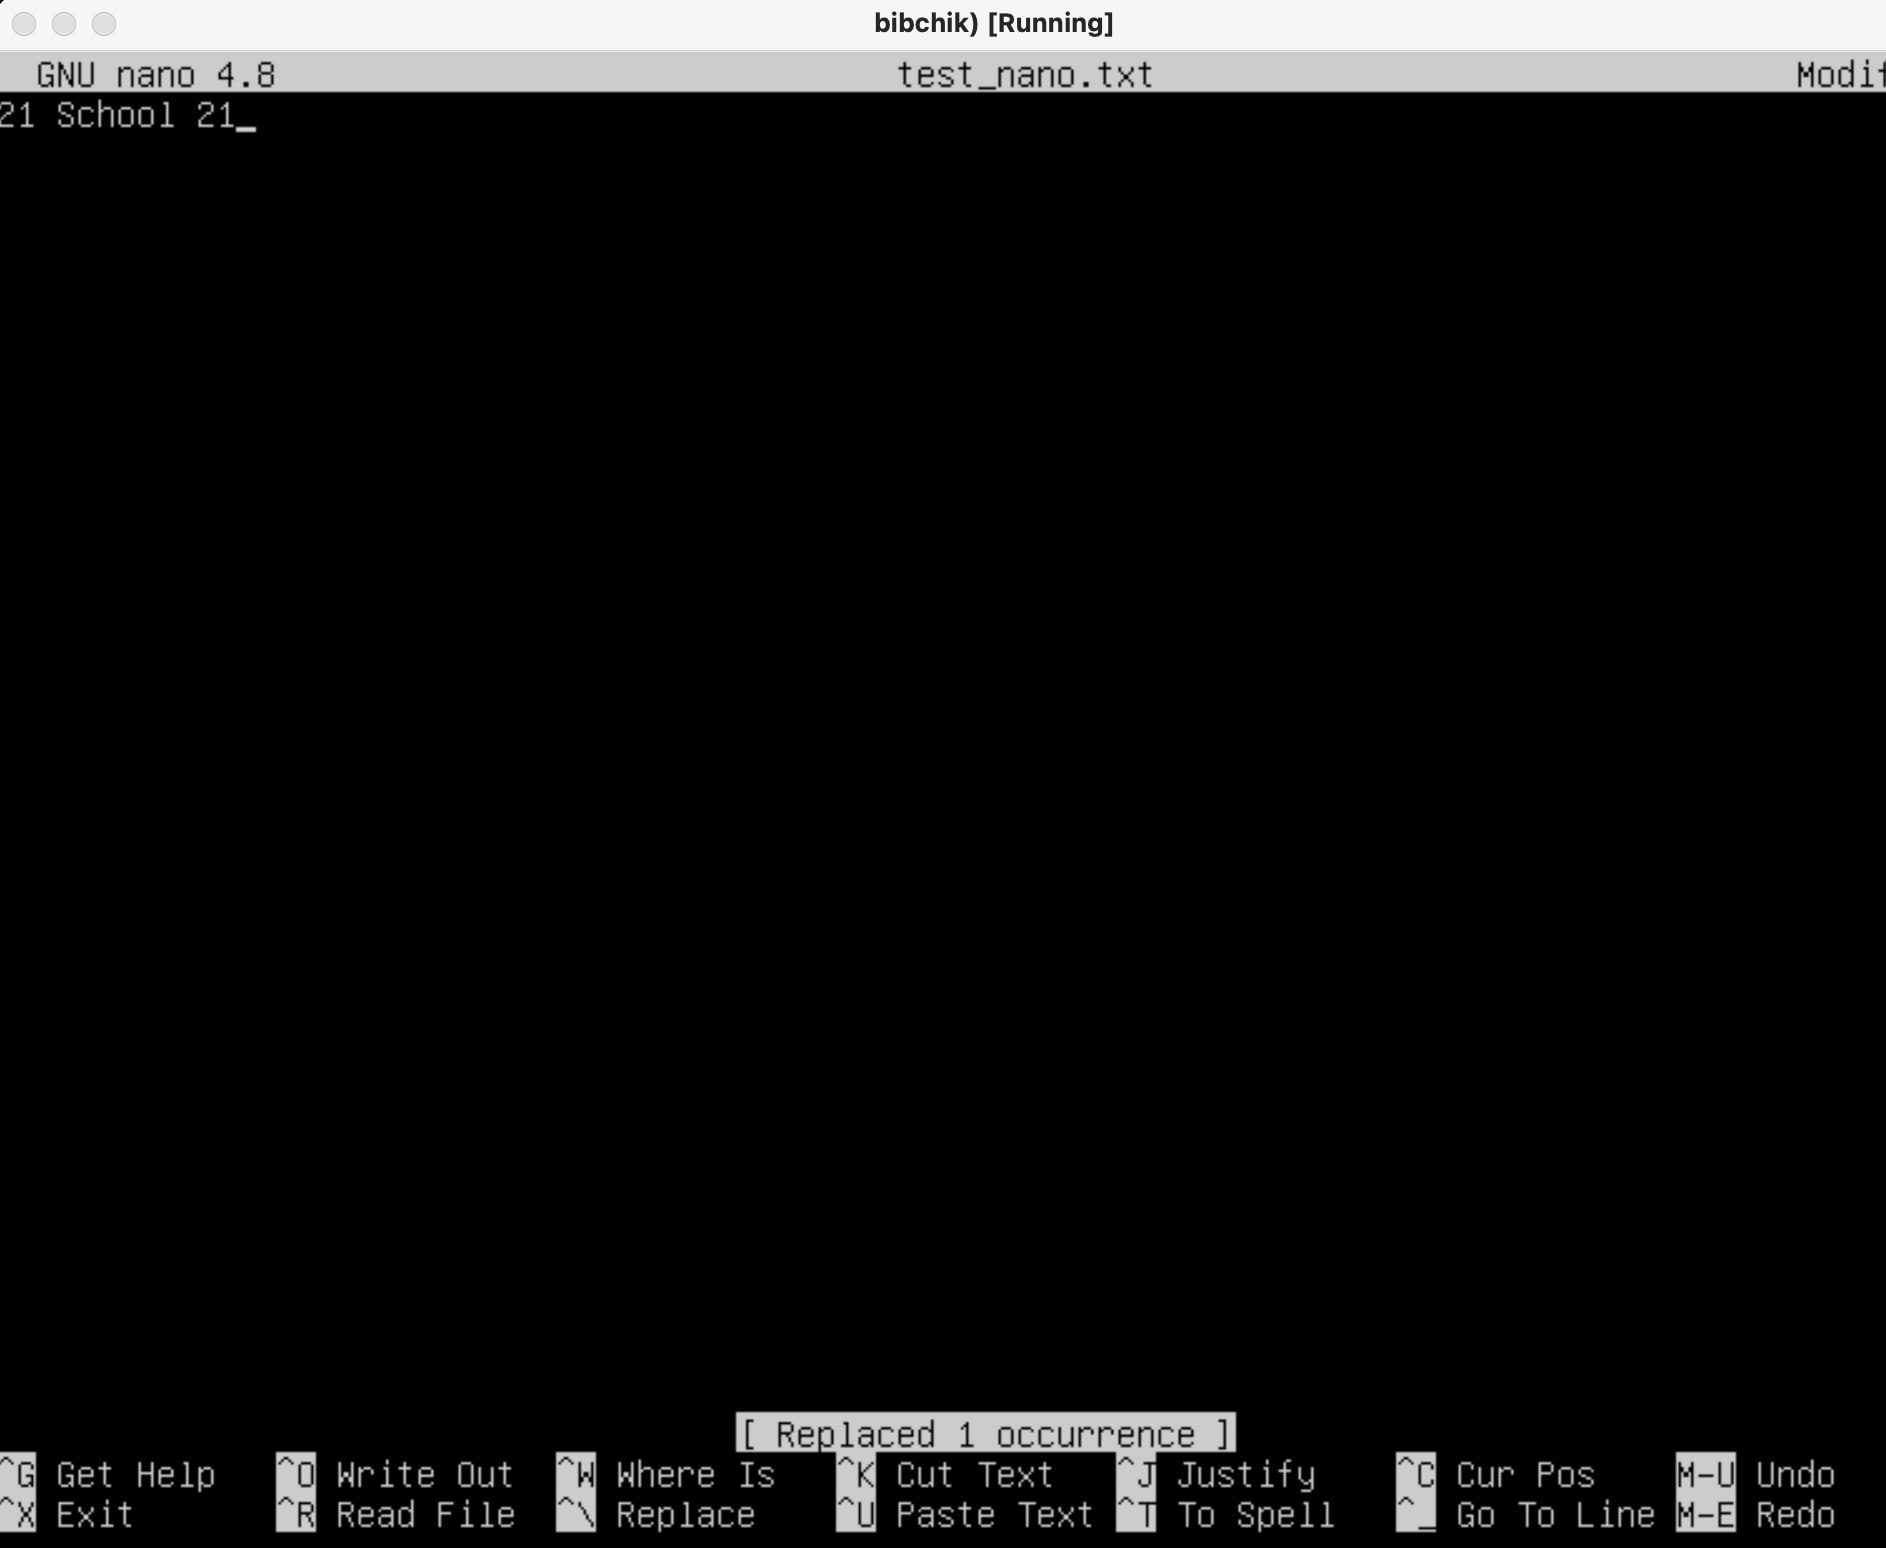 bibchik) [Running]
GNU nano 4.8 test_nano.txt Modif
21 School 21_
[ Replaced 1 occurrence ]
^G Get Help ^O Write Out ^W Where Is ^K Cut Text ^J Justify ^C Cur Pos M-U Undo
^X Exit ^R Read File ^\ Replace ^U Paste Text ^T To Spell ^_ Go To Line M-E Redo